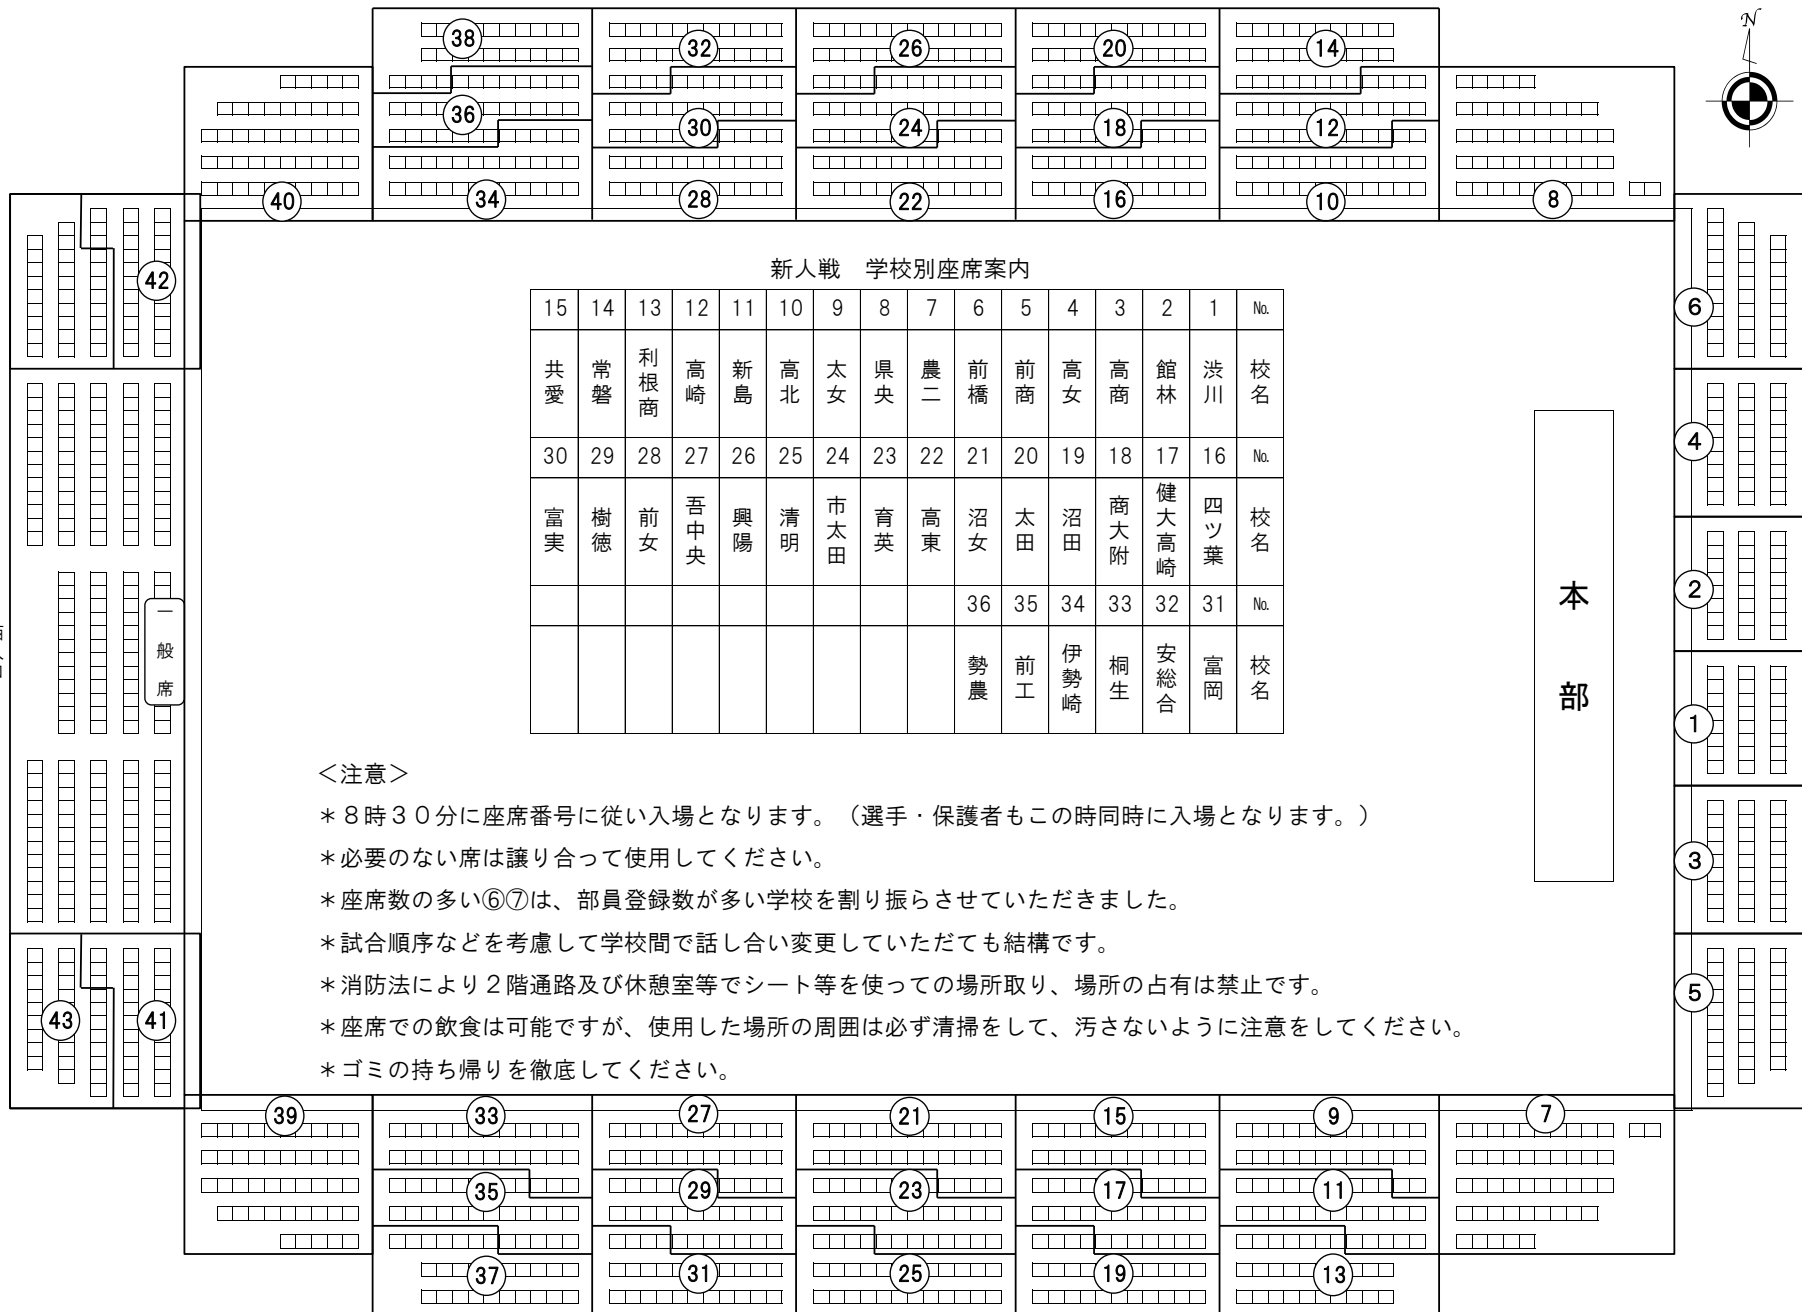 N
38 32 26 20 14
36 30 24 18 12
40 34 28 22 16 10 8
42
6
4
2
1
3
5
新人戦 学校別座席案内
15 14 13 12 11 10 9 8 7 6 5 4 3 2 1 №
共愛 常磐 利根商 高崎 新島 高北 太女 県央 農二 前橋 前商 高女 高商 館林 渋川 校名
30 29 28 27 26 25 24 23 22 21 20 19 18 17 16 №
富実 樹徳 前女 吾中央 興陽 清明 市太田 育英 高東 沼女 太田 沼田 商大附 健大高崎 四ツ葉 校名
36 35 34 33 32 31 №
勢農 前工 伊勢崎 桐生 安総合 富岡 校名
一般席
本部
<注意>
*8時30分に座席番号に従い入場となります。(選手・保護者もこの時同時に入場となります。)
*必要のない席は譲り合って使用してください。
*座席数の多い⑥⑦は、部員登録数が多い学校を割り振らさせていただきました。
*試合順序などを考慮して学校間で話し合い変更していただても結構です。
*消防法により2階通路及び休憩室等でシート等を使っての場所取り、場所の占有は禁止です。
*座席での飲食は可能ですが、使用した場所の周囲は必ず清掃をして、汚さないように注意をしてください。
*ゴミの持ち帰りを徹底してください。
43 41
39 33 27 21 15 9 7
35 29 23 17 11
37 31 25 19 13